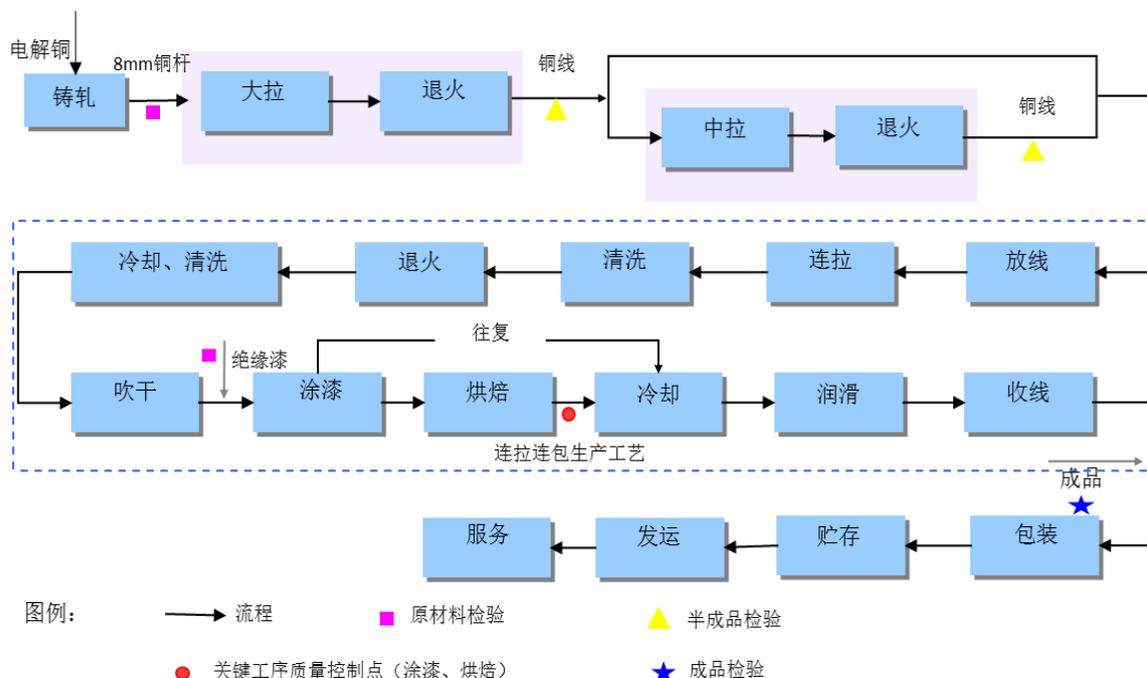 电解铜
铸轧
8mm铜杆
大拉
退火
铜线
中拉
退火
铜线
冷却、清洗
退火
清洗
连拉
放线
往复
吹干
绝缘漆
涂漆
烘焙
冷却
润滑
收线
连拉连包生产工艺
成品
服务
发运
贮存
包装
图例：
流程
原材料检验
半成品检验
关键工序质量控制点（涂漆、烘焙）
成品检验